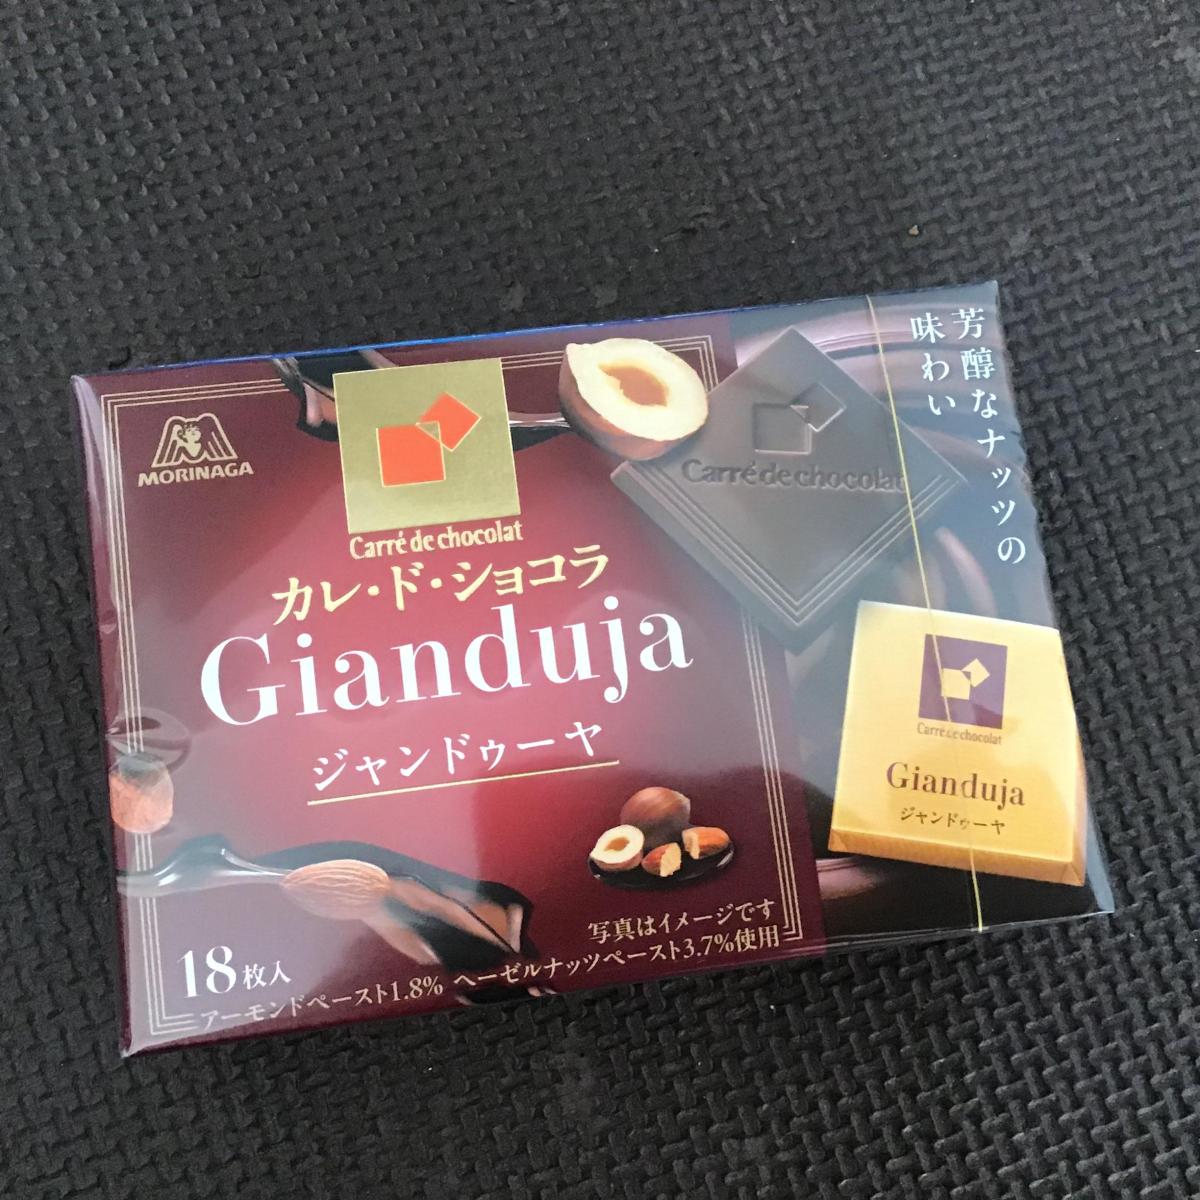 MORINAGA
Carré de chocolat
カレ・ド・ショコラ
Gianduja
ジャンドゥーヤ
18枚入
写真はイメージです
アーモンドペースト1.8% ヘーゼルナッツペースト3.7%使用
芳醇なナッツの
味わい
Carré de chocolat
Carré de chocolat
Gianduja
ジャンドゥーヤ